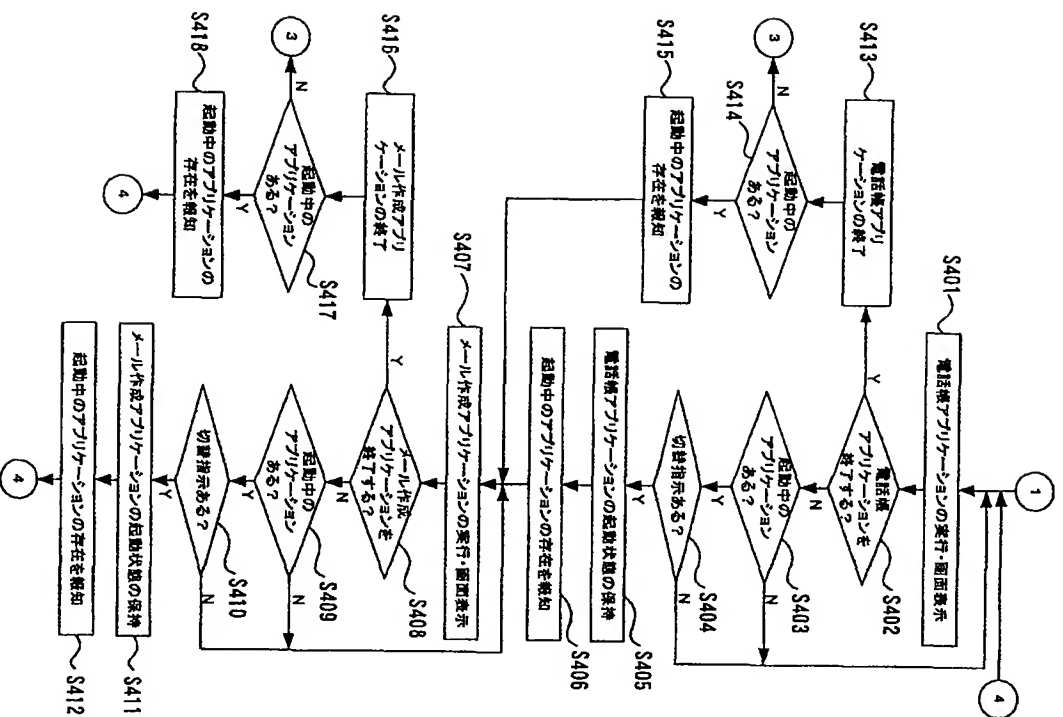 1
4
S401
電話帳アプリケーションの実行・画面表示
電話帳
アプリケーションを
終了する?
S402
Y
N
起動中の
アプリケーション
ある?
S403
N
Y
切替指示ある?
S404
N
Y
電話帳アプリケーションの起動状態の保持
S405
起動中のアプリケーションの存在を報知
S406
S413
電話帳アプリ
ケーションの終了
起動中の
アプリケーション
ある?
S414
N
3
Y
S415
起動中のアプリケーションの
存在を報知
S407
メール作成アプリケーションの実行・画面表示
メール作成
アプリケーションを
終了する?
S408
Y
N
起動中の
アプリケーション
ある?
S409
N
Y
切替指示ある?
S410
N
Y
メール作成アプリケーションの起動状態の保持
S411
起動中のアプリケーションの存在を報知
S412
4
S416
メール作成アプリ
ケーションの終了
起動中の
アプリケーション
ある?
S417
N
3
Y
S418
起動中のアプリケーションの
存在を報知
4